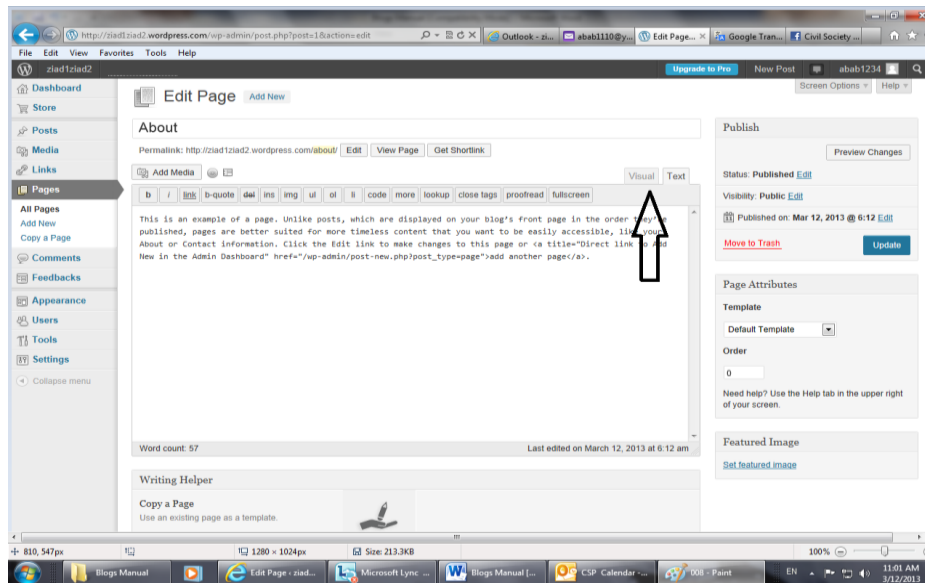 http://ziad1ziad2.wordpress.com/wp-admin/post.php?post=1&action=edit
Outlook - zi...
abab1110@y...
Edit Page...
Google Tran...
Civil Society ...
File Edit View Favorites Tools Help
ziad1ziad2
Upgrade to Pro
New Post
abab1234
Dashboard
Store
Posts
Media
Links
Pages
All Pages
Add New
Copy a Page
Comments
Feedbacks
Appearance
Users
Tools
Settings
Collapse menu
Screen Options
Help
Edit Page Add New
About
Permalink: http://ziad1ziad2.wordpress.com/about/ Edit View Page Get Shortlink
Add Media
Visual Text
b i link b-quote del ins img ul ol li code more lookup close tags proofread fullscreen
This is an example of a page. Unlike posts, which are displayed on your blog's front page in the order they're
published, pages are better suited for more timeless content that you want to be easily accessible, like your
About or Contact information. Click the Edit link to make changes to this page or <a title="Direct link to Add
New in the Admin Dashboard" href="/wp-admin/post-new.php?post_type=page">add another page</a>.
Word count: 57
Last edited on March 12, 2013 at 6:12 am
Writing Helper
Copy a Page
Use an existing page as a template.
Publish
Preview Changes
Status: Published Edit
Visibility: Public Edit
Published on: Mar 12, 2013 @ 6:12 Edit
Move to Trash
Update
Page Attributes
Template
Default Template
Order
0
Need help? Use the Help tab in the upper right
of your screen.
Featured Image
Set featured image
810, 547px
1280 × 1024px
Size: 213.3KB
100%
Blogs Manual
Edit Page ‹ ziad...
Microsoft Lync ...
Blogs Manual [...
CSP Calendar -...
008 - Paint
EN
11:01 AM
3/12/2013